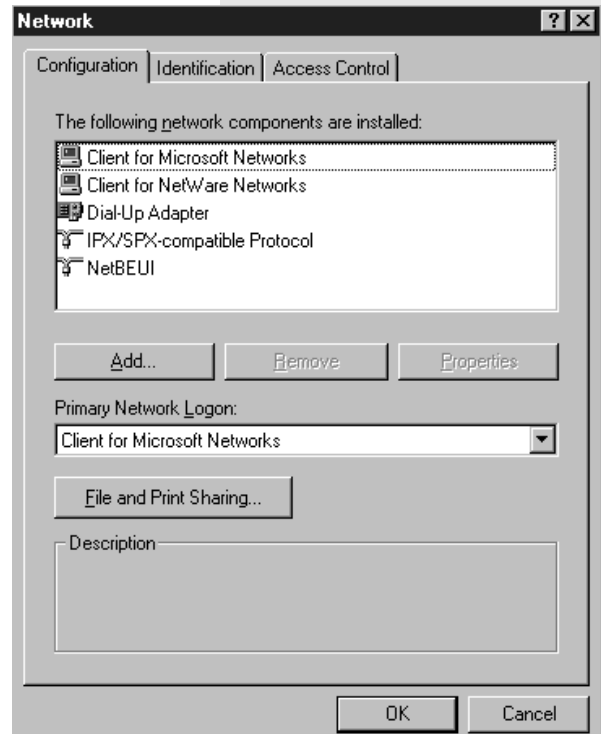 Network
Configuration Identification Access Control
The following network components are installed:
Client for Microsoft Networks
Client for NetWare Networks
Dial-Up Adapter
IPX/SPX-compatible Protocol
NetBEUI
Add... Remove Properties
Primary Network Logon:
Client for Microsoft Networks
File and Print Sharing...
Description
OK Cancel